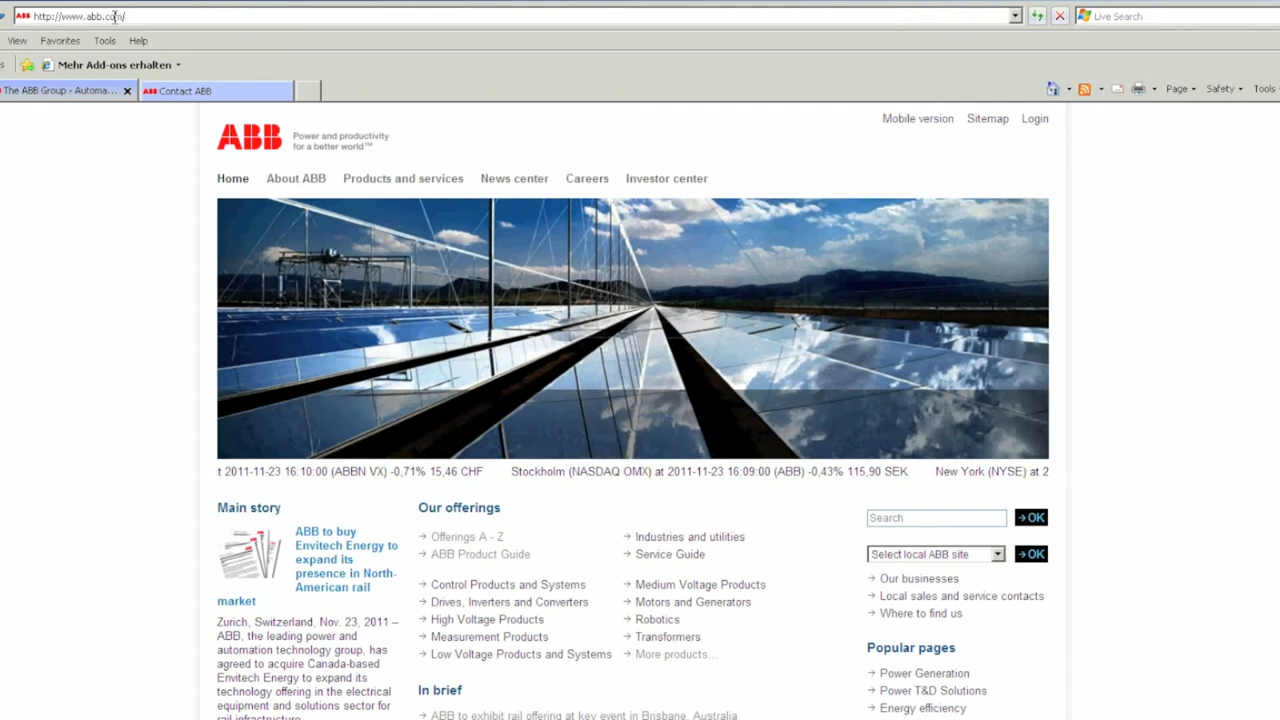 ABB http://www.abb.com/
Live Search
View Favorites Tools Help
s Mehr Add-ons erhalten
The ABB Group - Automa...
ABB Contact ABB
Page Safety Tools
Mobile version Sitemap Login
ABB
Power and productivity
for a better world™
Home About ABB Products and services News center Careers Investor center
t 2011-11-23 16:10:00 (ABBN VX) -0,71% 15,46 CHF Stockholm (NASDAQ OMX) at 2011-11-23 16:09:00 (ABB) -0,43% 115,90 SEK New York (NYSE) at 2
Main story
ABB to buy
Envitech Energy to
expand its
presence in North-
American rail
market
Zurich, Switzerland, Nov. 23, 2011 –
ABB, the leading power and
automation technology group, has
agreed to acquire Canada-based
Envitech Energy to expand its
technology offering in the electrical
equipment and solutions sector for
rail infrastructure
Our offerings
Offerings A - Z
ABB Product Guide
Industries and utilities
Service Guide
Control Products and Systems
Drives, Inverters and Converters
High Voltage Products
Measurement Products
Low Voltage Products and Systems
Medium Voltage Products
Motors and Generators
Robotics
Transformers
More products...
In brief
ABB to exhibit rail offering at key event in Brisbane, Australia
Search OK
Select local ABB site OK
Our businesses
Local sales and service contacts
Where to find us
Popular pages
Power Generation
Power T&D Solutions
Energy efficiency